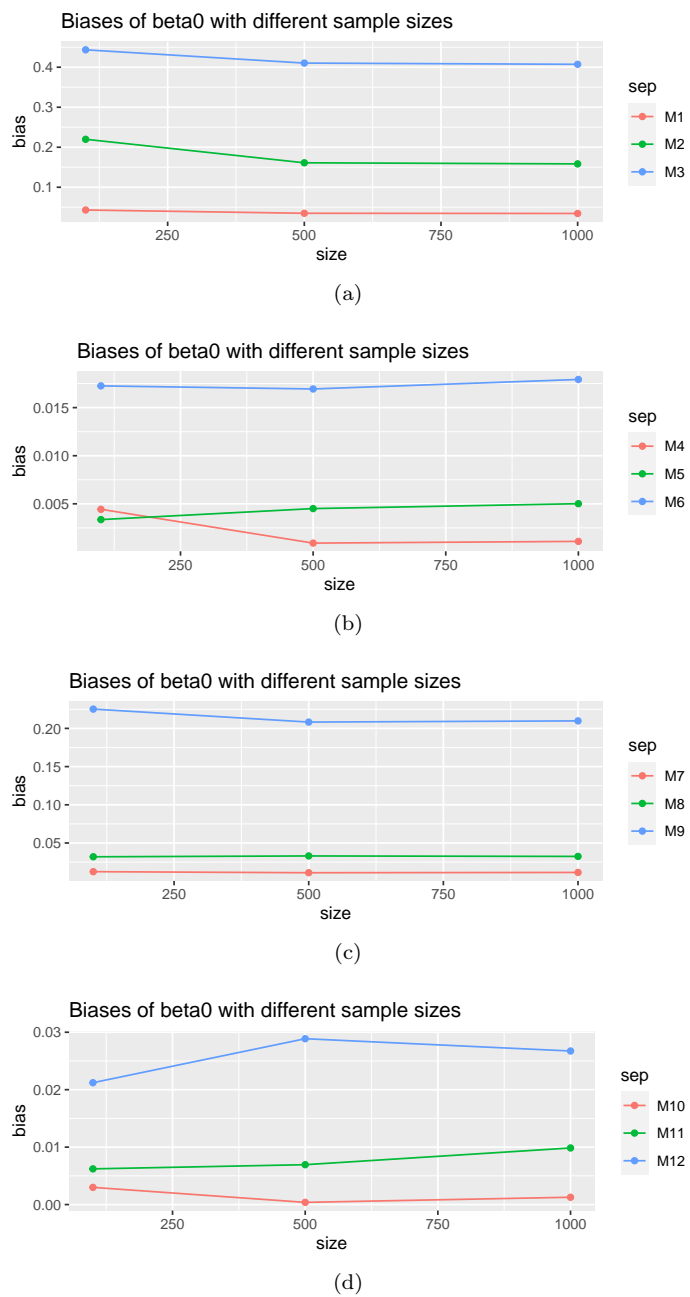 Biases of beta0 with different sample sizes
0.4
0.3
0.2
0.1
bias
250 500 750 1000
size
sep
M1
M2
M3
(a)
Biases of beta0 with different sample sizes
0.015
0.010
0.005
bias
250 500 750 1000
size
sep
M4
M5
M6
(b)
Biases of beta0 with different sample sizes
0.20
0.15
0.10
0.05
bias
250 500 750 1000
size
sep
M7
M8
M9
(c)
Biases of beta0 with different sample sizes
0.03
0.02
0.01
0.00
bias
250 500 750 1000
size
sep
M10
M11
M12
(d)